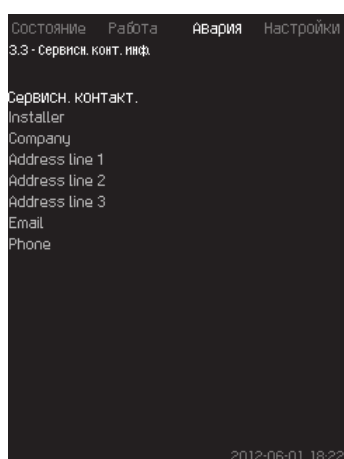 Состояние Работа Авария Настройки
3.3 - Сервисн. конт. инф.
Сервисн. контакт.
Installer
Company
Address line 1
Address line 2
Address line 3
Email
Phone
2012-06-01 18:22